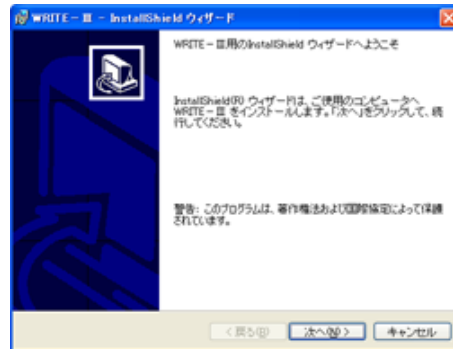 WRITE－Ⅲ － InstallShield ウィザード
WRITE－Ⅲ用のInstallShield ウィザードへようこそ
InstallShield(R) ウィザードは、ご使用のコンピュータへ
WRITE－Ⅲ をインストールします。「次へ」をクリックして、続
行してください。
警告: このプログラムは、著作権法および国際協定によって保護
されています。
< 戻る(B)
次へ(N) >
キャンセル